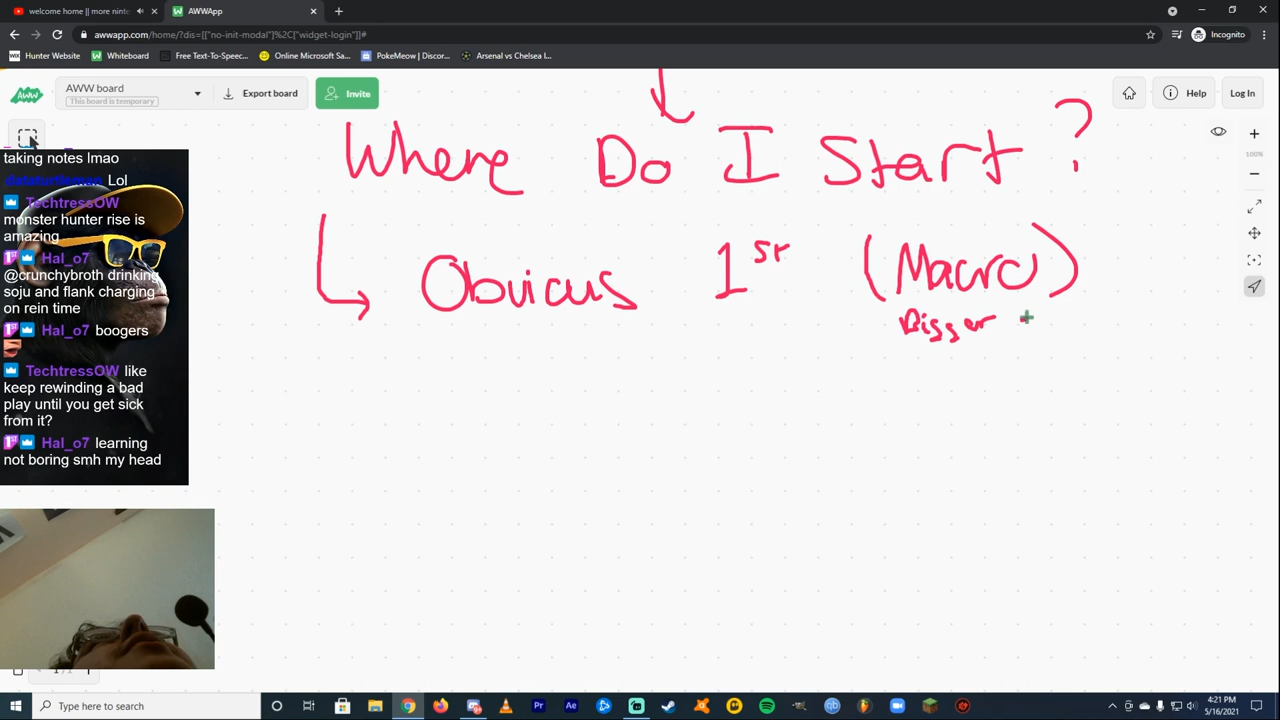 welcome home || more ninte
AWWApp
awwapp.com/home/?dis=[["no-init-modal"]%2C["widget-login"]]#
Incognito
Hunter Website
Whiteboard
Free Text-To-Speec...
Online Microsoft Sa...
PokeMeow | Discor...
Arsenal vs Chelsea I...
AWW board
This board is temporary
Export board
Invite
Help
Log In
100%
Where Do I Start ?
Obvious 1st (Macro)
Bigger
taking notes lmao
Lol
TechtressOW
monster hunter rise is
amazing
Hal_o7
@crunchybroth drinking
soju and flank charging
on rein time
Hal_o7 boogers
TechtressOW like
keep rewinding a bad
play until you get sick
from it?
Hal_o7 learning
not boring smh my head
Type here to search
4:21 PM
5/16/2021